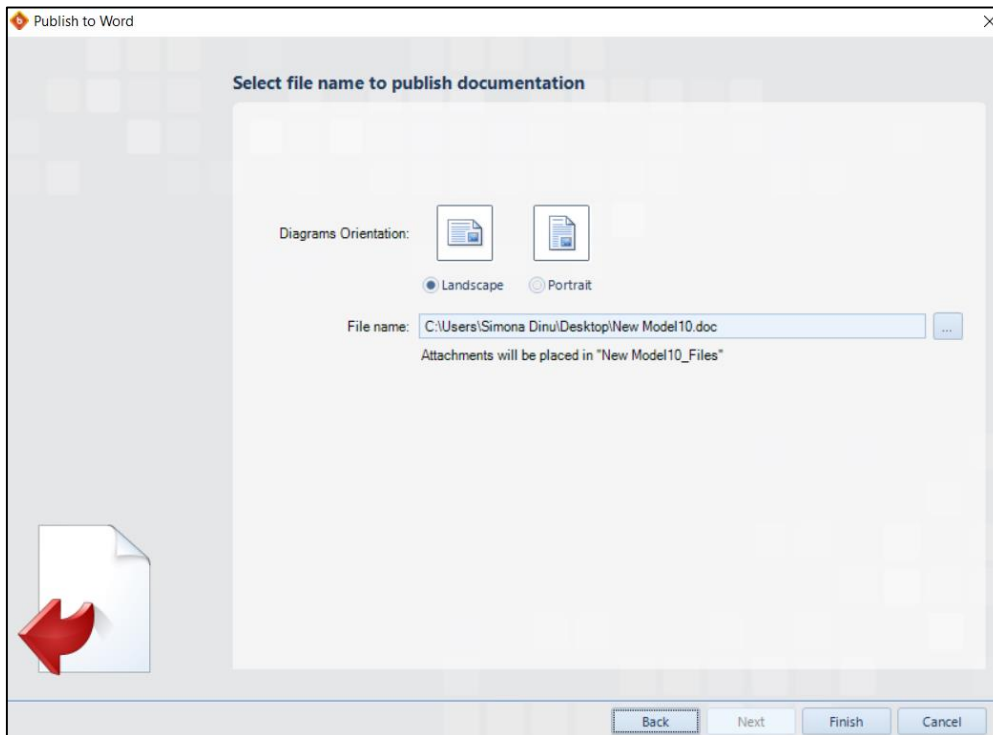 Publish to Word
Select file name to publish documentation
Diagrams Orientation:
Landscape Portrait
File name: C:\Users\Simona Dinu\Desktop\New Model10.doc ...
Attachments will be placed in "New Model10_Files"
Back Next Finish Cancel